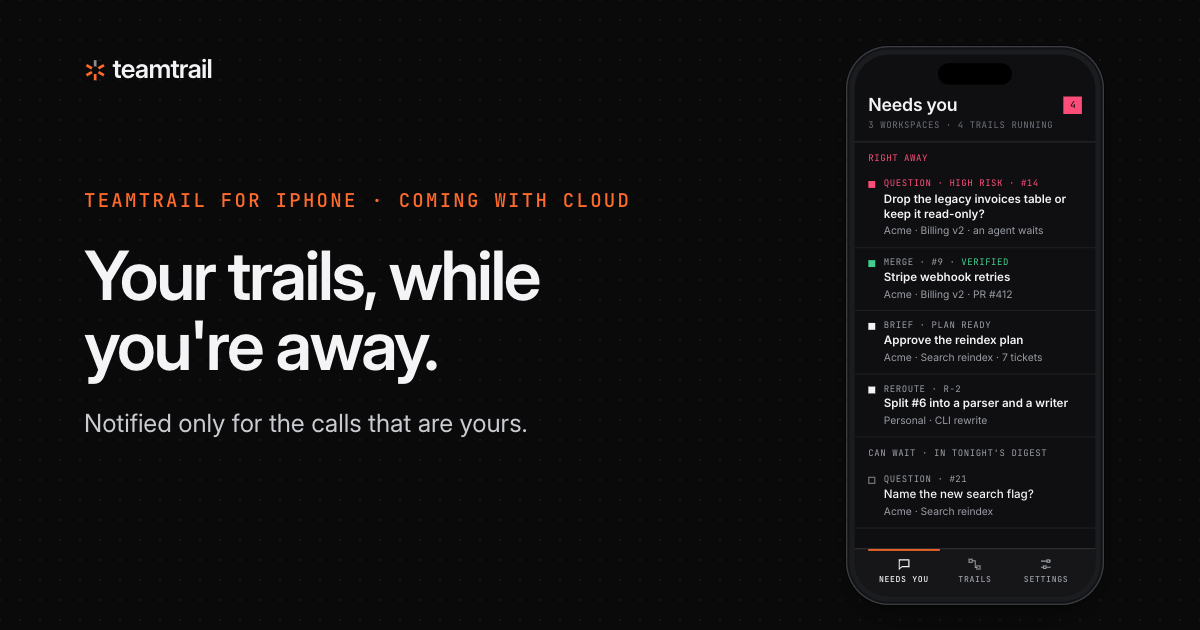 teamtrail
TEAMTRAIL FOR IPHONE · COMING WITH CLOUD
Your trails, while
you're away.
Notified only for the calls that are yours.
Needs you
4
3 WORKSPACES · 4 TRAILS RUNNING
RIGHT AWAY
QUESTION · HIGH RISK · #14
Drop the legacy invoices table or
keep it read-only?
Acme · Billing v2 · an agent waits
MERGE · #9 · VERIFIED
Stripe webhook retries
Acme · Billing v2 · PR #412
BRIEF · PLAN READY
Approve the reindex plan
Acme · Search reindex · 7 tickets
REROUTE · R-2
Split #6 into a parser and a writer
Personal · CLI rewrite
CAN WAIT · IN TONIGHT'S DIGEST
QUESTION · #21
Name the new search flag?
Acme · Search reindex
NEEDS YOU
TRAILS
SETTINGS